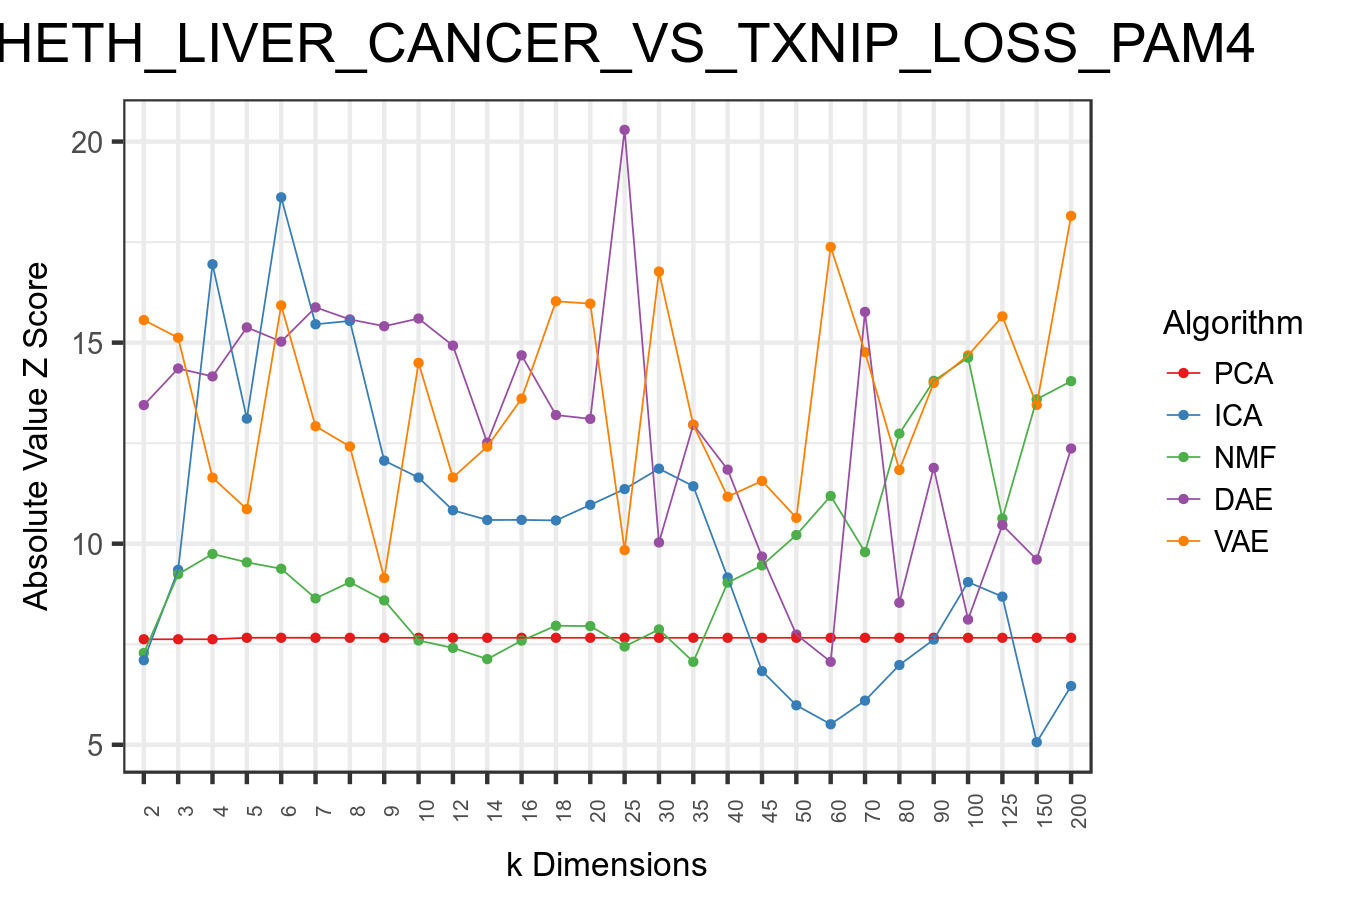 HETH_LIVER_CANCER_VS_TXNIP_LOSS_PAM4
Absolute Value Z Score
20
15
10
5
2 3 4 5 6 7 8 9 10 12 14 16 18 20 25 30 35 40 45 50 60 70 80 90 100 125 150 200
k Dimensions
Algorithm
PCA
ICA
NMF
DAE
VAE